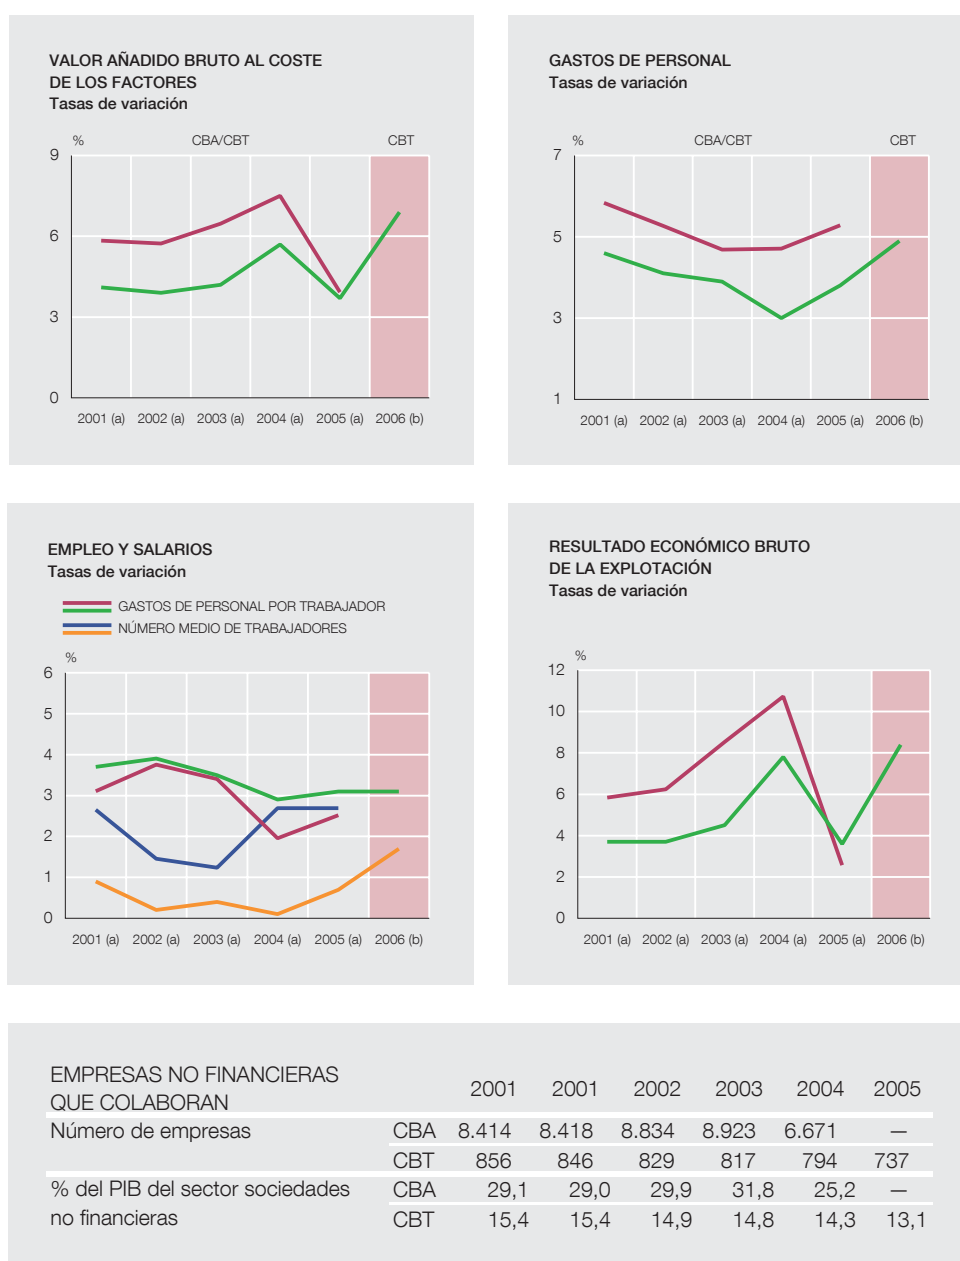 VALOR AÑADIDO BRUTO AL COSTE
DE LOS FACTORES
Tasas de variación
% CBA/CBT CBT
9
6
3
0
2001 (a) 2002 (a) 2003 (a) 2004 (a) 2005 (a) 2006 (b)
GASTOS DE PERSONAL
Tasas de variación
% CBA/CBT CBT
7
5
3
1
2001 (a) 2002 (a) 2003 (a) 2004 (a) 2005 (a) 2006 (b)
EMPLEO Y SALARIOS
Tasas de variación
GASTOS DE PERSONAL POR TRABAJADOR
NÚMERO MEDIO DE TRABAJADORES
%
6
5
4
3
2
1
0
2001 (a) 2002 (a) 2003 (a) 2004 (a) 2005 (a) 2006 (b)
RESULTADO ECONÓMICO BRUTO
DE LA EXPLOTACIÓN
Tasas de variación
%
12
10
8
6
4
2
0
2001 (a) 2002 (a) 2003 (a) 2004 (a) 2005 (a) 2006 (b)
EMPRESAS NO FINANCIERAS
QUE COLABORAN 2001 2001 2002 2003 2004 2005
Número de empresas CBA 8.414 8.418 8.834 8.923 6.671 —
CBT 856 846 829 817 794 737
% del PIB del sector sociedades CBA 29,1 29,0 29,9 31,8 25,2 —
no financieras CBT 15,4 15,4 14,9 14,8 14,3 13,1